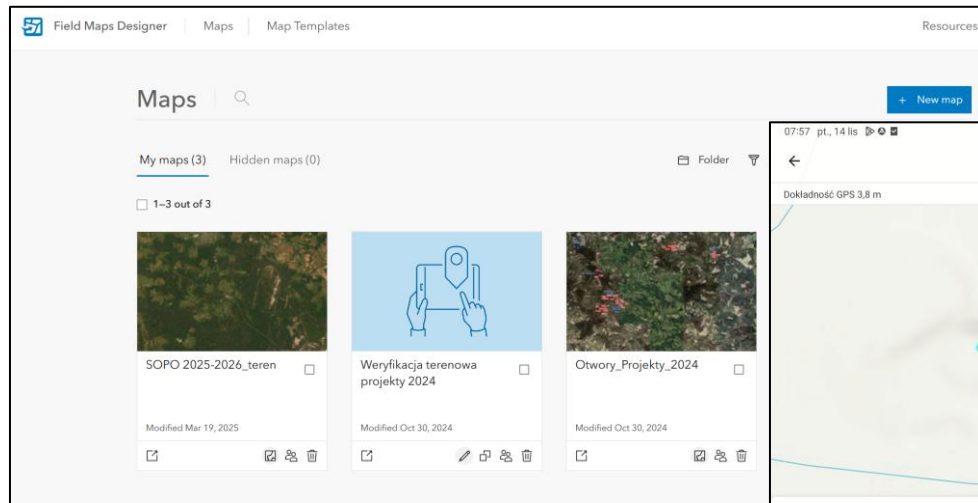 Field Maps Designer Maps Map Templates Resources
Maps
+ New map
My maps (3) Hidden maps (0) Folder
1–3 out of 3
SOPO 2025-2026_teren
Modified Mar 19, 2025
Weryfikacja terenowa
projekty 2024
Modified Oct 30, 2024
Otwory_Projekty_2024
Modified Oct 30, 2024
07:57 pt., 14 lis
Dokładność GPS 3,8 m